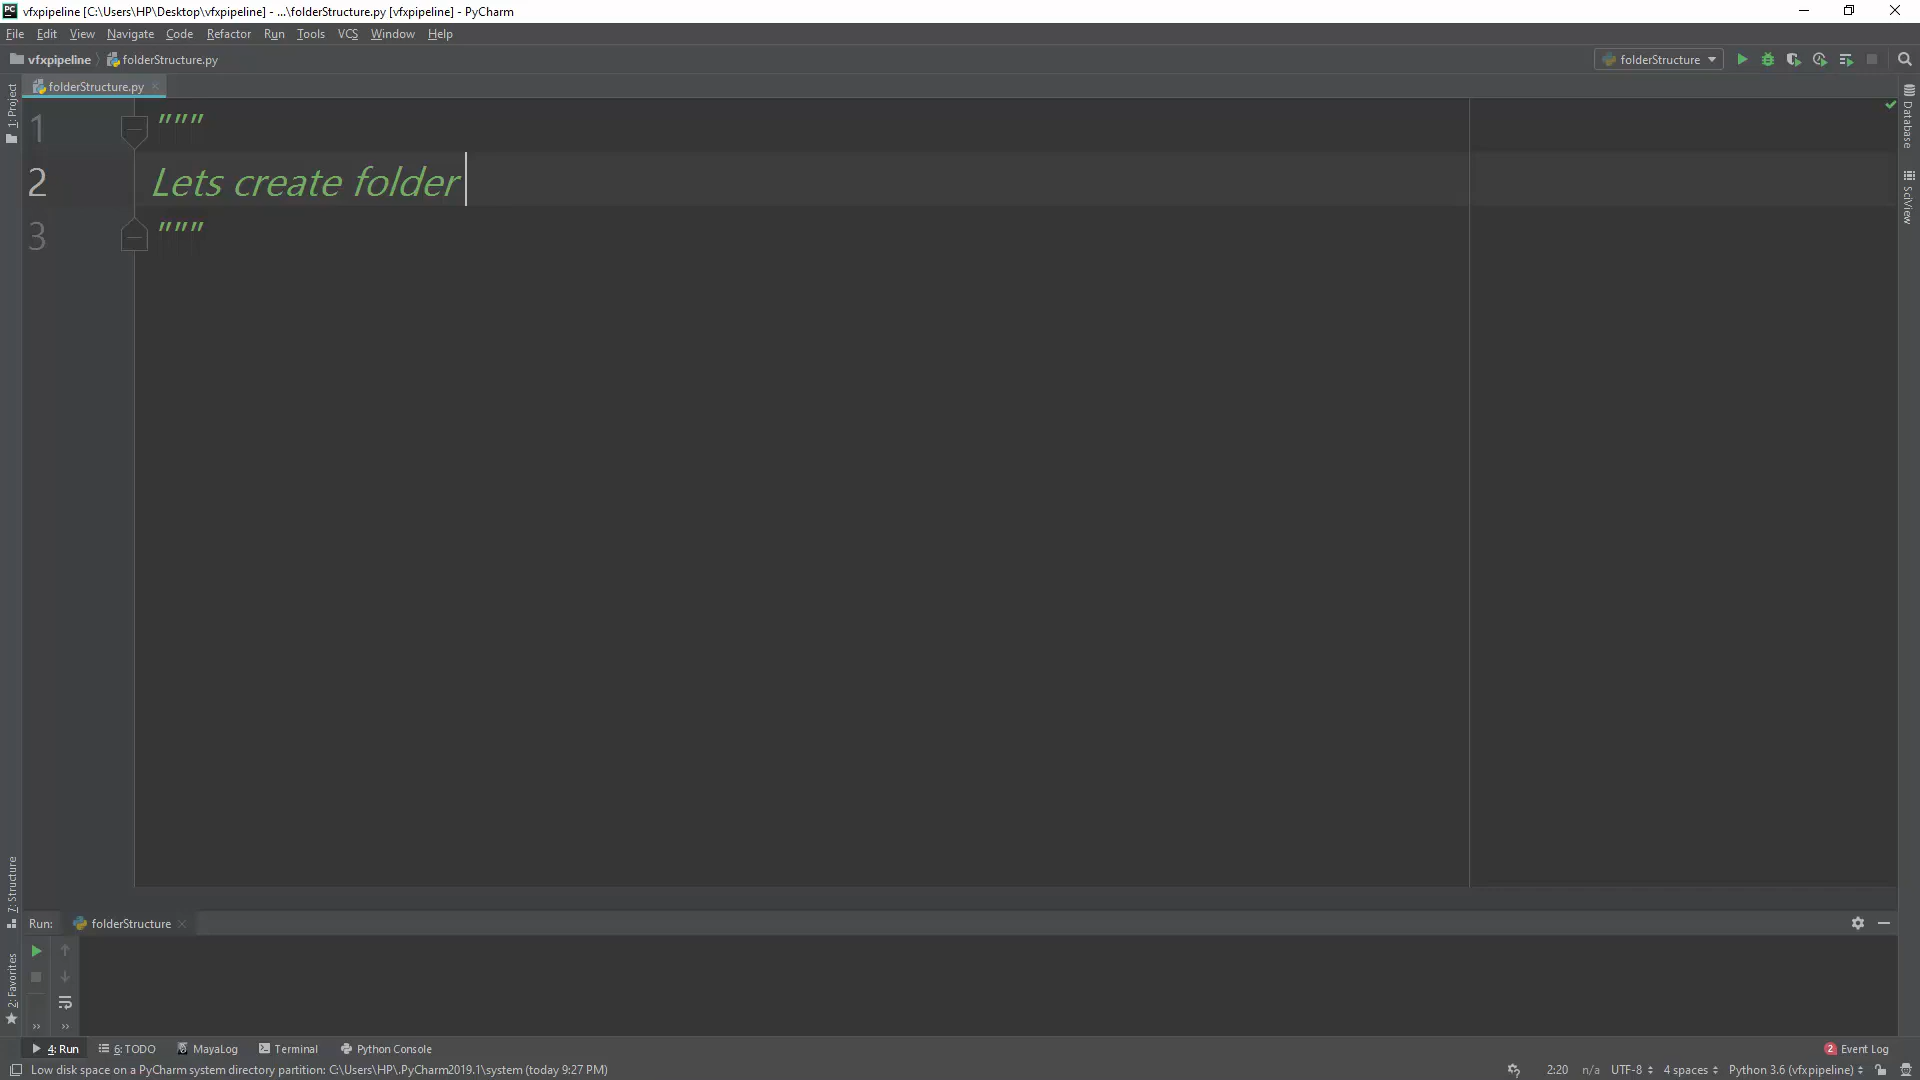 vfxpipeline [C:\Users\HP\Desktop\vfxpipeline] - ...\folderStructure.py [vfxpipeline] - PyCharm
File Edit View Navigate Code Refactor Run Tools VCS Window Help
vfxpipeline folderStructure.py folderStructure
folderStructure.py
1: Project
Database
SciView
1 """
2 Lets create folder
3 """
7: Structure
2: Favorites
Run: folderStructure
4: Run 6: TODO MayaLog Terminal Python Console 2 Event Log
Low disk space on a PyCharm system directory partition: C:\Users\HP\.PyCharm2019.1\system (today 9:27 PM) 2:20 n/a UTF-8 4 spaces Python 3.6 (vfxpipeline)